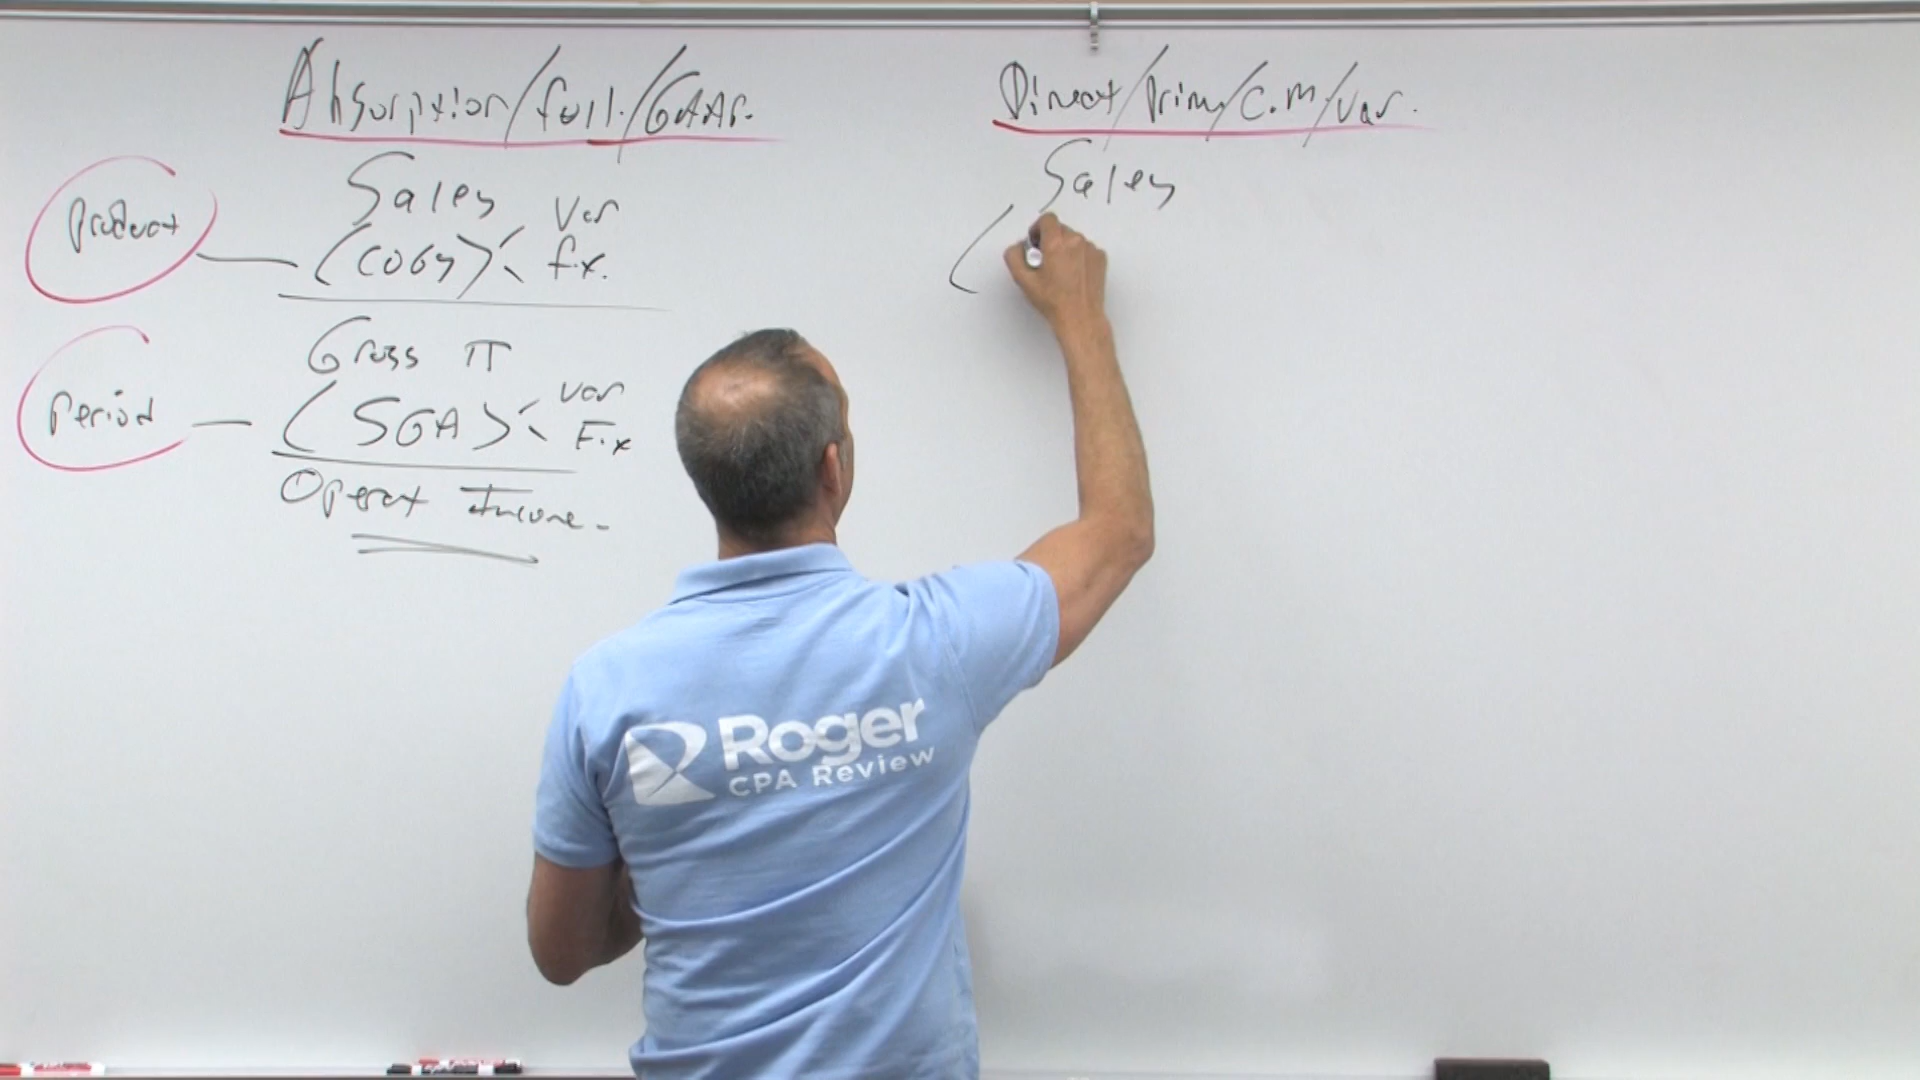 Absorption/full/GAAP.
Product
Sales
(COGS) < Var
fix.
Gross π
Period
(SGA) < var
Fix
Operat Income-
Direct/Prime/C.M/Var.
Sales
(
Roger
CPA Review